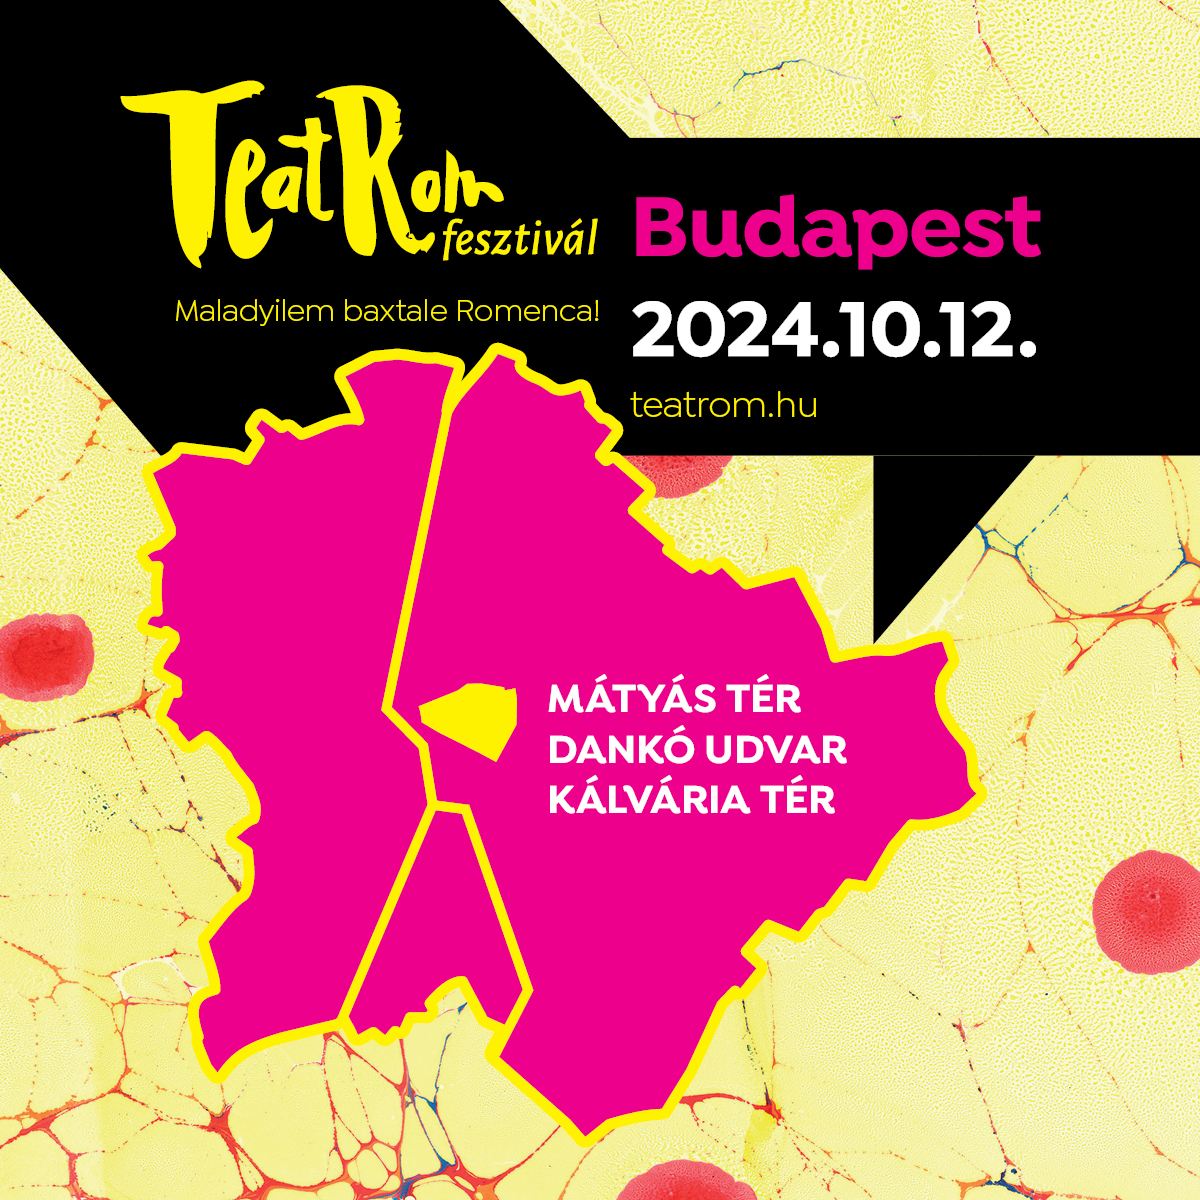 TeatRom
fesztivál
Maladyilem baxtale Romenca!
Budapest
2024.10.12.
teatrom.hu
MÁTYÁS TÉR
DANKÓ UDVAR
KÁLVÁRIA TÉR